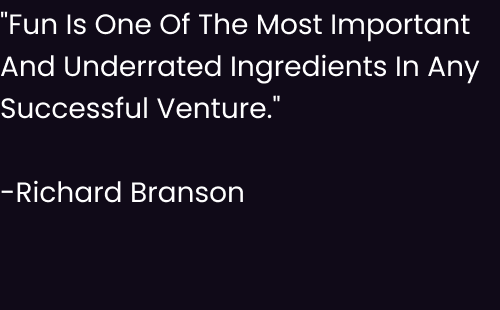 "Fun Is One Of The Most Important
And Underrated Ingredients In Any
Successful Venture."
-Richard Branson